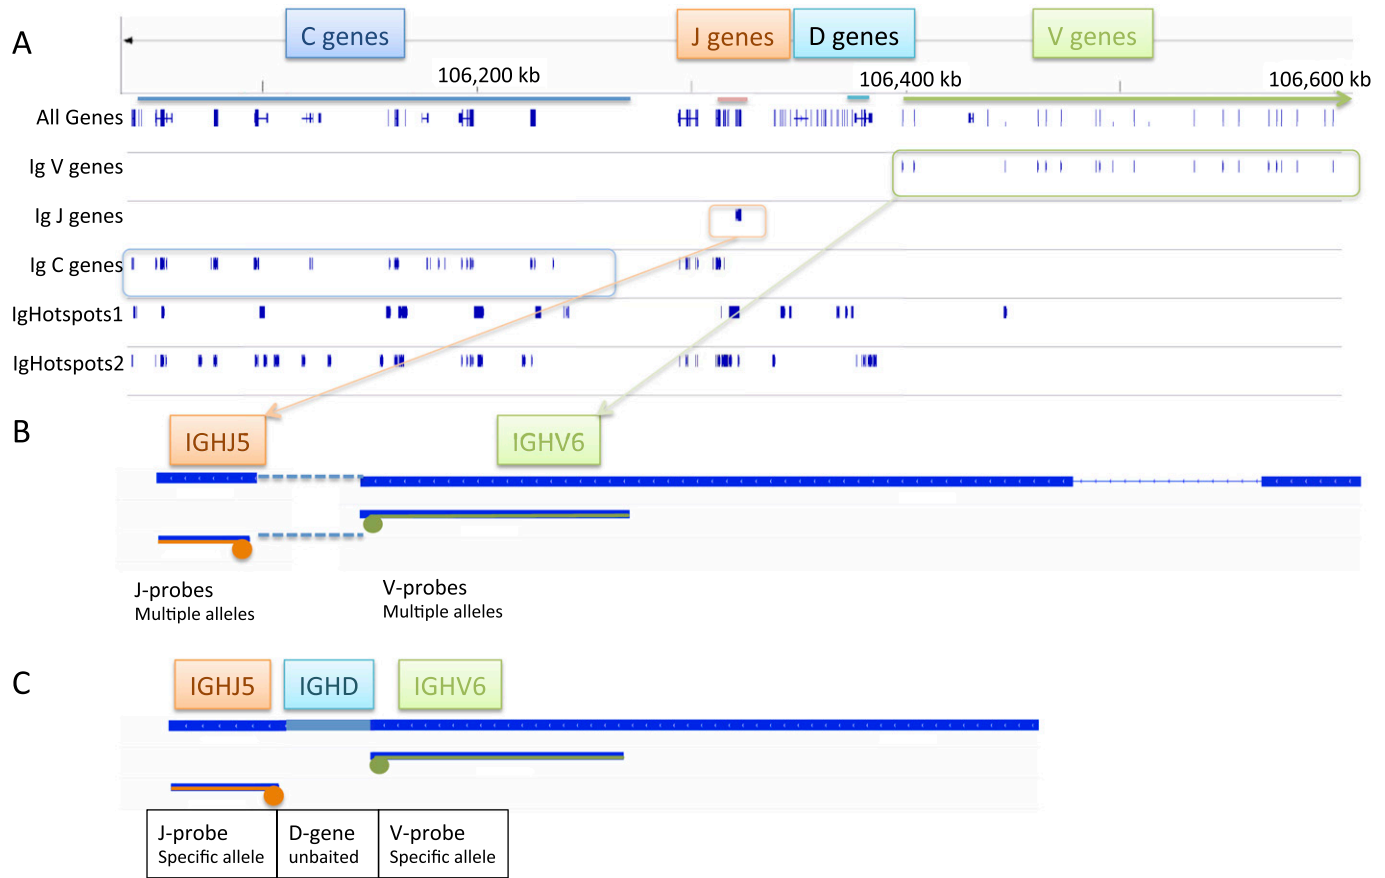 A
C genes
J genes
D genes
V genes
106,200 kb
106,400 kb
106,600 kb
All Genes
Ig V genes
Ig J genes
Ig C genes
IgHotspots1
IgHotspots2
B
IGHJ5
IGHV6
J-probes
Multiple alleles
V-probes
Multiple alleles
C
IGHJ5
IGHD
IGHV6
J-probe
Specific allele
D-gene
unbaited
V-probe
Specific allele